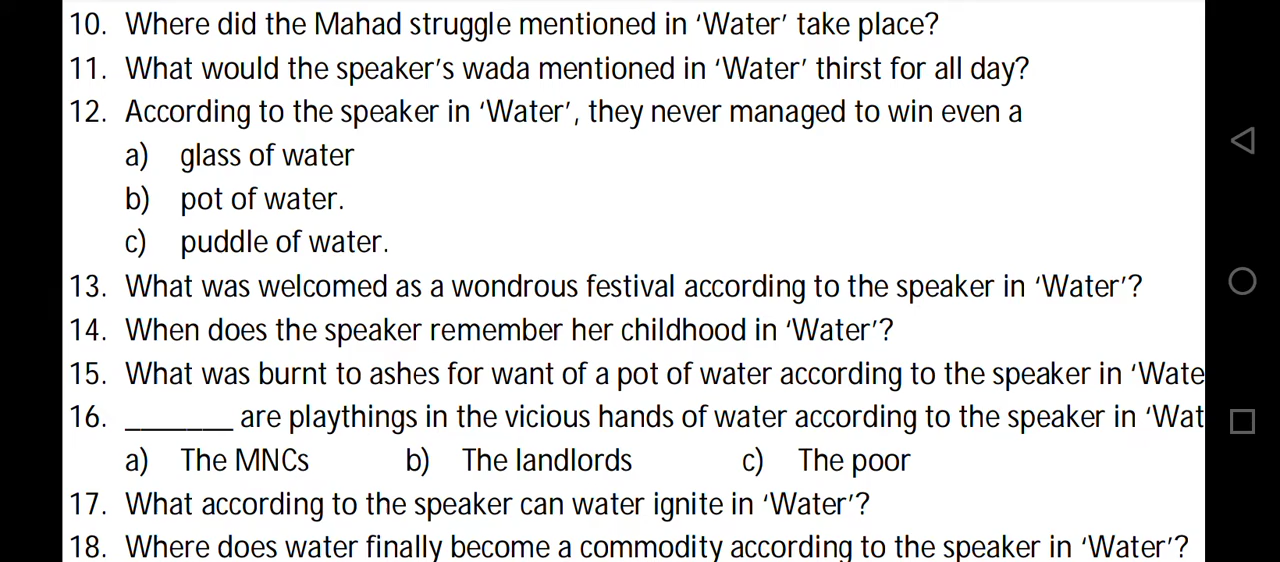 10. Where did the Mahad struggle mentioned in ‘Water’ take place?
11. What would the speaker’s wada mentioned in ‘Water’ thirst for all day?
12. According to the speaker in ‘Water’, they never managed to win even a
a) glass of water
b) pot of water.
c) puddle of water.
13. What was welcomed as a wondrous festival according to the speaker in ‘Water’?
14. When does the speaker remember her childhood in ‘Water’?
15. What was burnt to ashes for want of a pot of water according to the speaker in ‘Wate
16. _______ are playthings in the vicious hands of water according to the speaker in ‘Wat
a) The MNCs b) The landlords c) The poor
17. What according to the speaker can water ignite in ‘Water’?
18. Where does water finally become a commodity according to the speaker in ‘Water’?